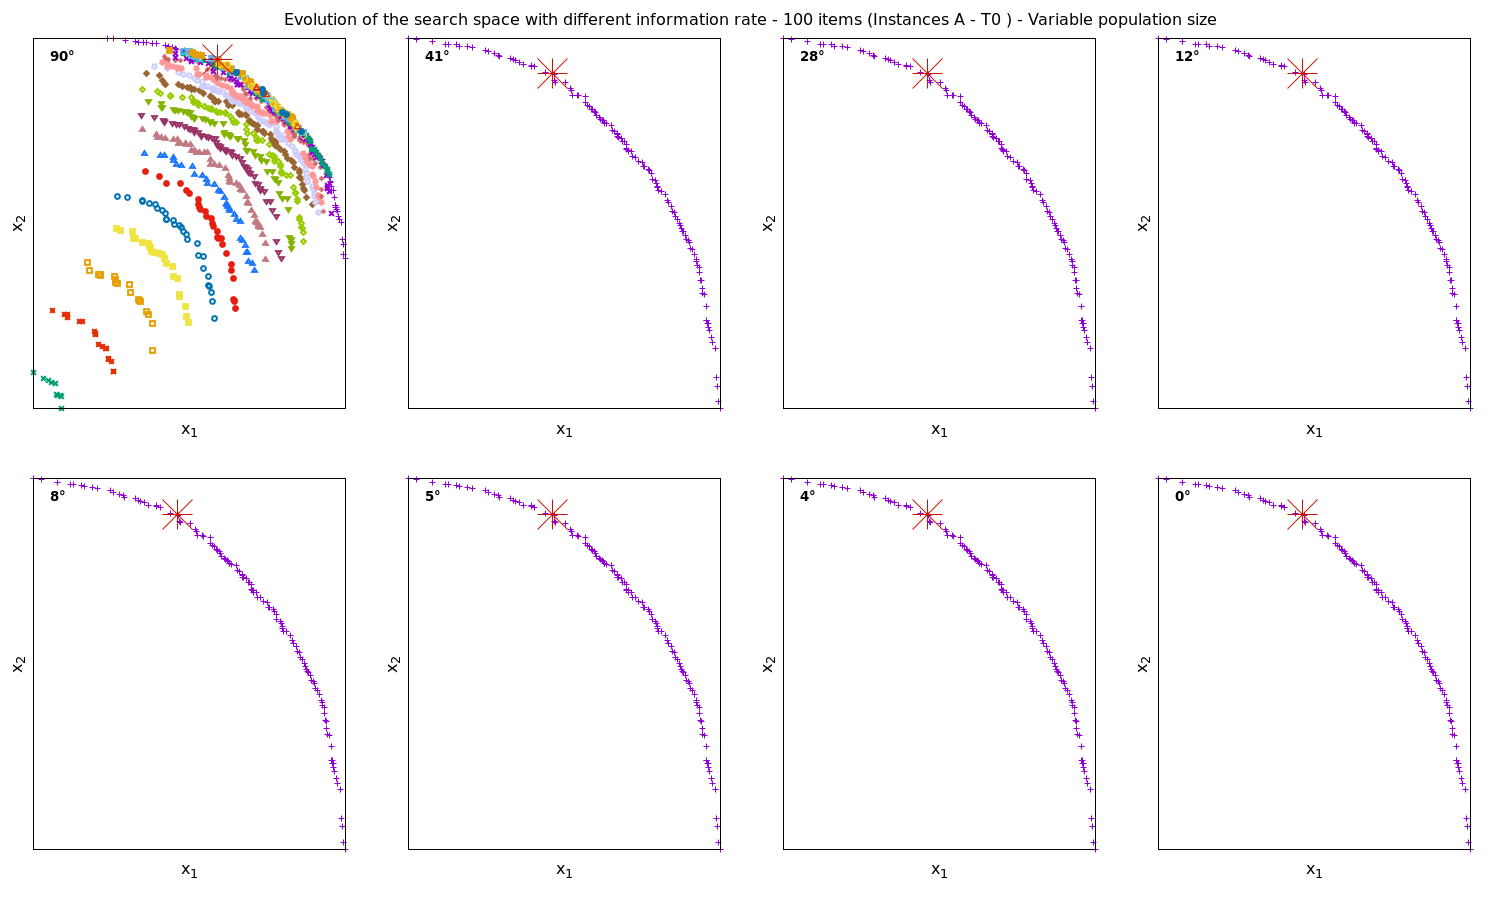 Evolution of the search space with different information rate - 100 items (Instances A - T0 ) - Variable population size
90°
41°
28°
12°
x2
x2
x2
x2
x1
x1
x1
x1
8°
5°
4°
0°
x2
x2
x2
x2
x1
x1
x1
x1